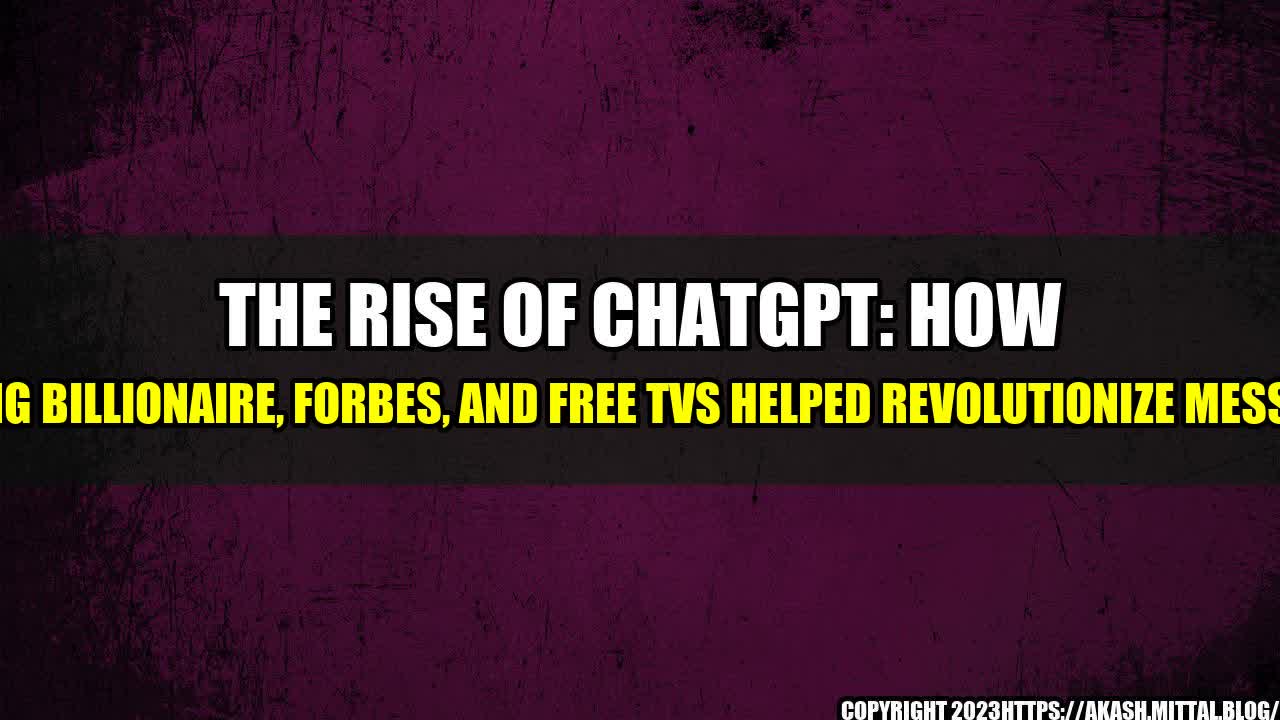 THE RISE OF CHATGPT: HOW
BILLIONAIRE, FORBES, AND FREE TVS HELPED REVOLUTIONIZE
COPYRIGHT 2023HTTPS://AKASH.MITTAL.BLOG/